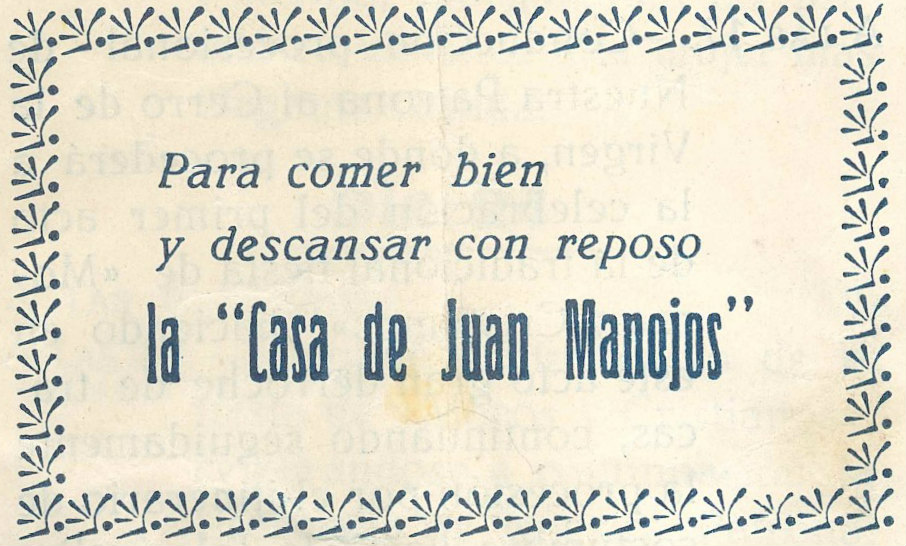 Para comer bien
y descansar con reposo
la "Casa de Juan Manojos"